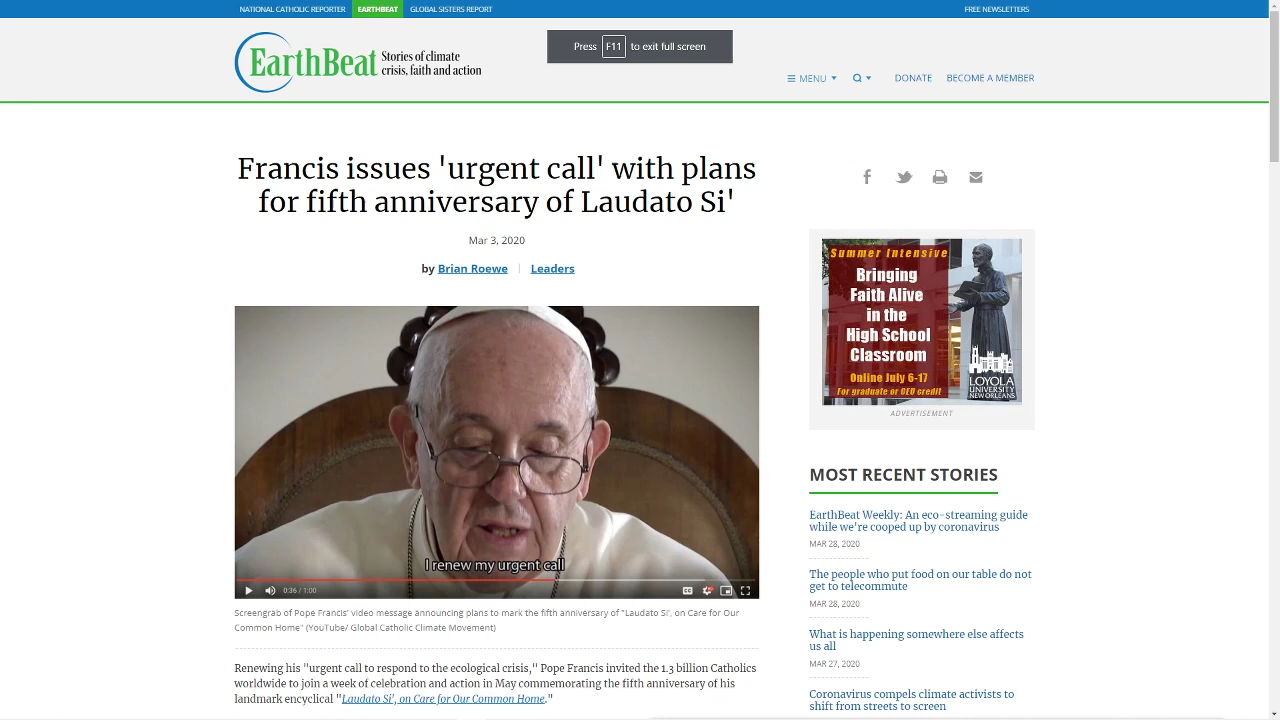 NATIONAL CATHOLIC REPORTER EARTHBEAT GLOBAL SISTERS REPORT FREE NEWSLETTERS
EarthBeat Stories of climate
crisis, faith and action
Press F11 to exit full screen
MENU DONATE BECOME A MEMBER
Francis issues 'urgent call' with plans
for fifth anniversary of Laudato Si'
Mar 3, 2020
by Brian Roewe | Leaders
I renew my urgent call
0:36 / 1:00
Screengrab of Pope Francis' video message announcing plans to mark the fifth anniversary of "Laudato Si', on Care for Our
Common Home" (YouTube/ Global Catholic Climate Movement)
Renewing his "urgent call to respond to the ecological crisis," Pope Francis invited the 1.3 billion Catholics
worldwide to join a week of celebration and action in May commemorating the fifth anniversary of his
landmark encyclical "Laudato Si', on Care for Our Common Home."
Summer Intensive
Bringing
Faith Alive
in the
High School
Classroom
Online July 6-17
For graduate or CEU credit
LOYOLA
UNIVERSITY
NEW ORLEANS
ADVERTISEMENT
MOST RECENT STORIES
EarthBeat Weekly: An eco-streaming guide
while we're cooped up by coronavirus
MAR 28, 2020
The people who put food on our table do not
get to telecommute
MAR 28, 2020
What is happening somewhere else affects
us all
MAR 27, 2020
Coronavirus compels climate activists to
shift from streets to screen